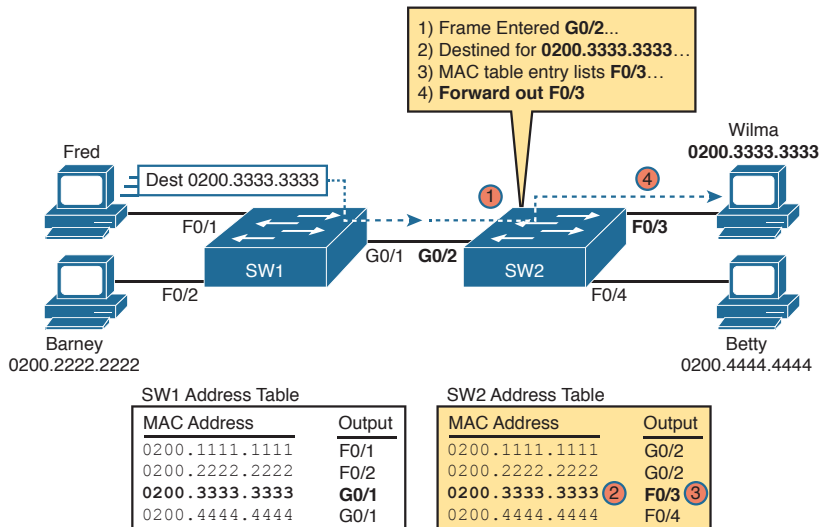 1) Frame Entered G0/2...
2) Destined for 0200.3333.3333…
3) MAC table entry lists F0/3…
4) Forward out F0/3
Fred
Wilma
0200.3333.3333
Dest 0200.3333.3333
1
4
F0/1
SW1
G0/1
G0/2
SW2
F0/3
F0/2
F0/4
Barney
0200.2222.2222
Betty
0200.4444.4444
SW1 Address Table
MAC Address Output
0200.1111.1111 F0/1
0200.2222.2222 F0/2
0200.3333.3333 G0/1
0200.4444.4444 G0/1
SW2 Address Table
MAC Address Output
0200.1111.1111 G0/2
0200.2222.2222 G0/2
0200.3333.3333 2 F0/3 3
0200.4444.4444 F0/4